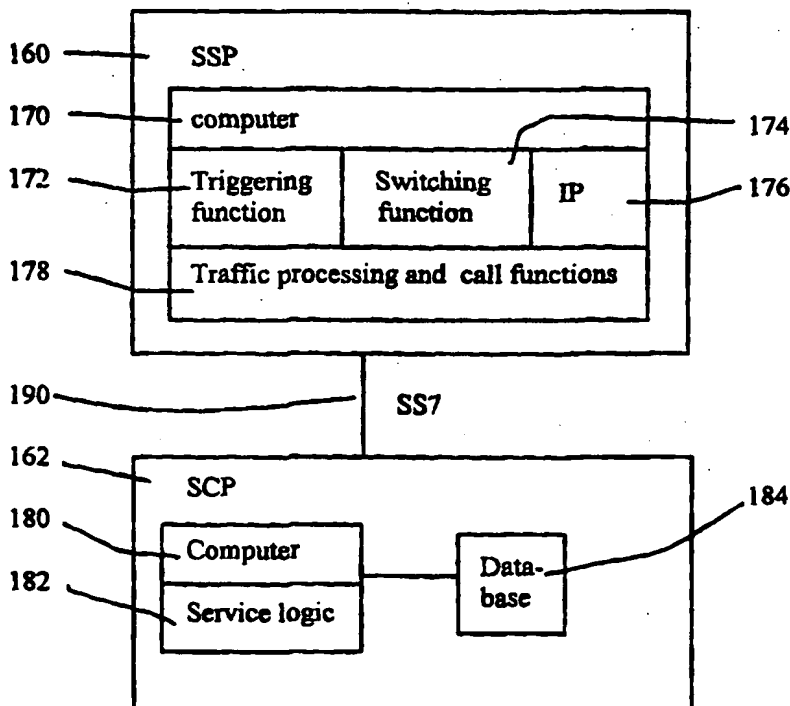 160
SSP
170
computer
174
172
Triggering
function
Switching
function
IP
176
178
Traffic processing and call functions
190
SS7
162
SCP
184
180
Computer
Data-
base
182
Service logic